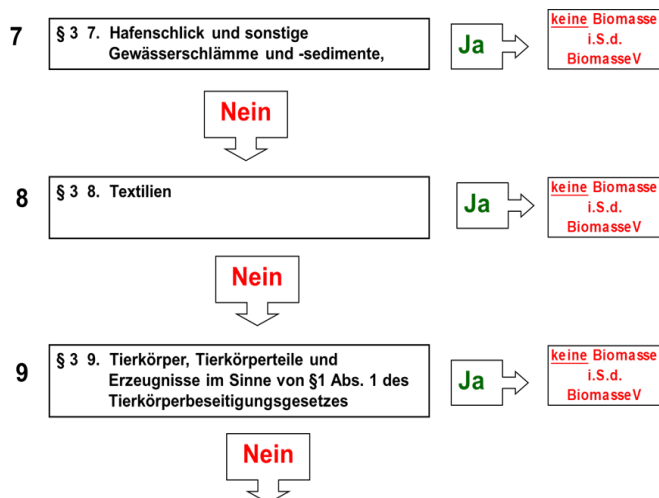 7
§ 3 7. Hafenschlick und sonstige
Gewässerschlämme und -sedimente,
Ja
keine Biomasse
i.S.d.
BiomasseV
Nein
8
§ 3 8. Textilien
Ja
keine Biomasse
i.S.d.
BiomasseV
Nein
9
§ 3 9. Tierkörper, Tierkörperteile und
Erzeugnisse im Sinne von §1 Abs. 1 des
Tierkörperbeseitigungsgesetzes
Ja
keine Biomasse
i.S.d.
BiomasseV
Nein